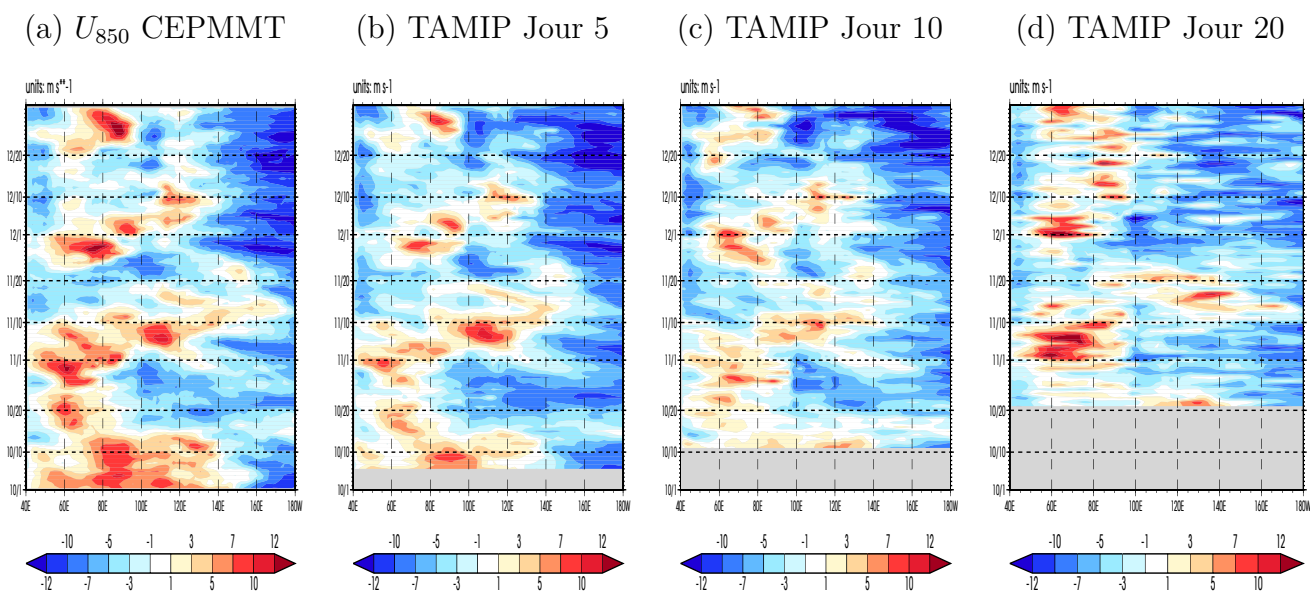 (a) U850 CEPMMT
(b) TAMIP Jour 5
(c) TAMIP Jour 10
(d) TAMIP Jour 20
units: m s**-1
units: m s-1
units: m s-1
units: m s-1
12/20 12/20 12/20 12/20
12/10 12/10 12/10 12/10
12/1 12/1 12/1 12/1
11/20 11/20 11/20 11/20
11/10 11/10 11/10 11/10
11/1 11/1 11/1 11/1
10/20 10/20 10/20 10/20
10/10 10/10 10/10 10/10
10/1 10/1 10/1 10/1
40E 60E 80E 100E 120E 140E 160E 180W
40E 60E 80E 100E 120E 140E 160E 180W
40E 60E 80E 100E 120E 140E 160E 180W
40E 60E 80E 100E 120E 140E 160E 180W
-10 -5 -1 3 7 12
-10 -5 -1 3 7 12
-10 -5 -1 3 7 12
-10 -5 -1 3 7 12
-12 -7 -3 1 5 10
-12 -7 -3 1 5 10
-12 -7 -3 1 5 10
-12 -7 -3 1 5 10